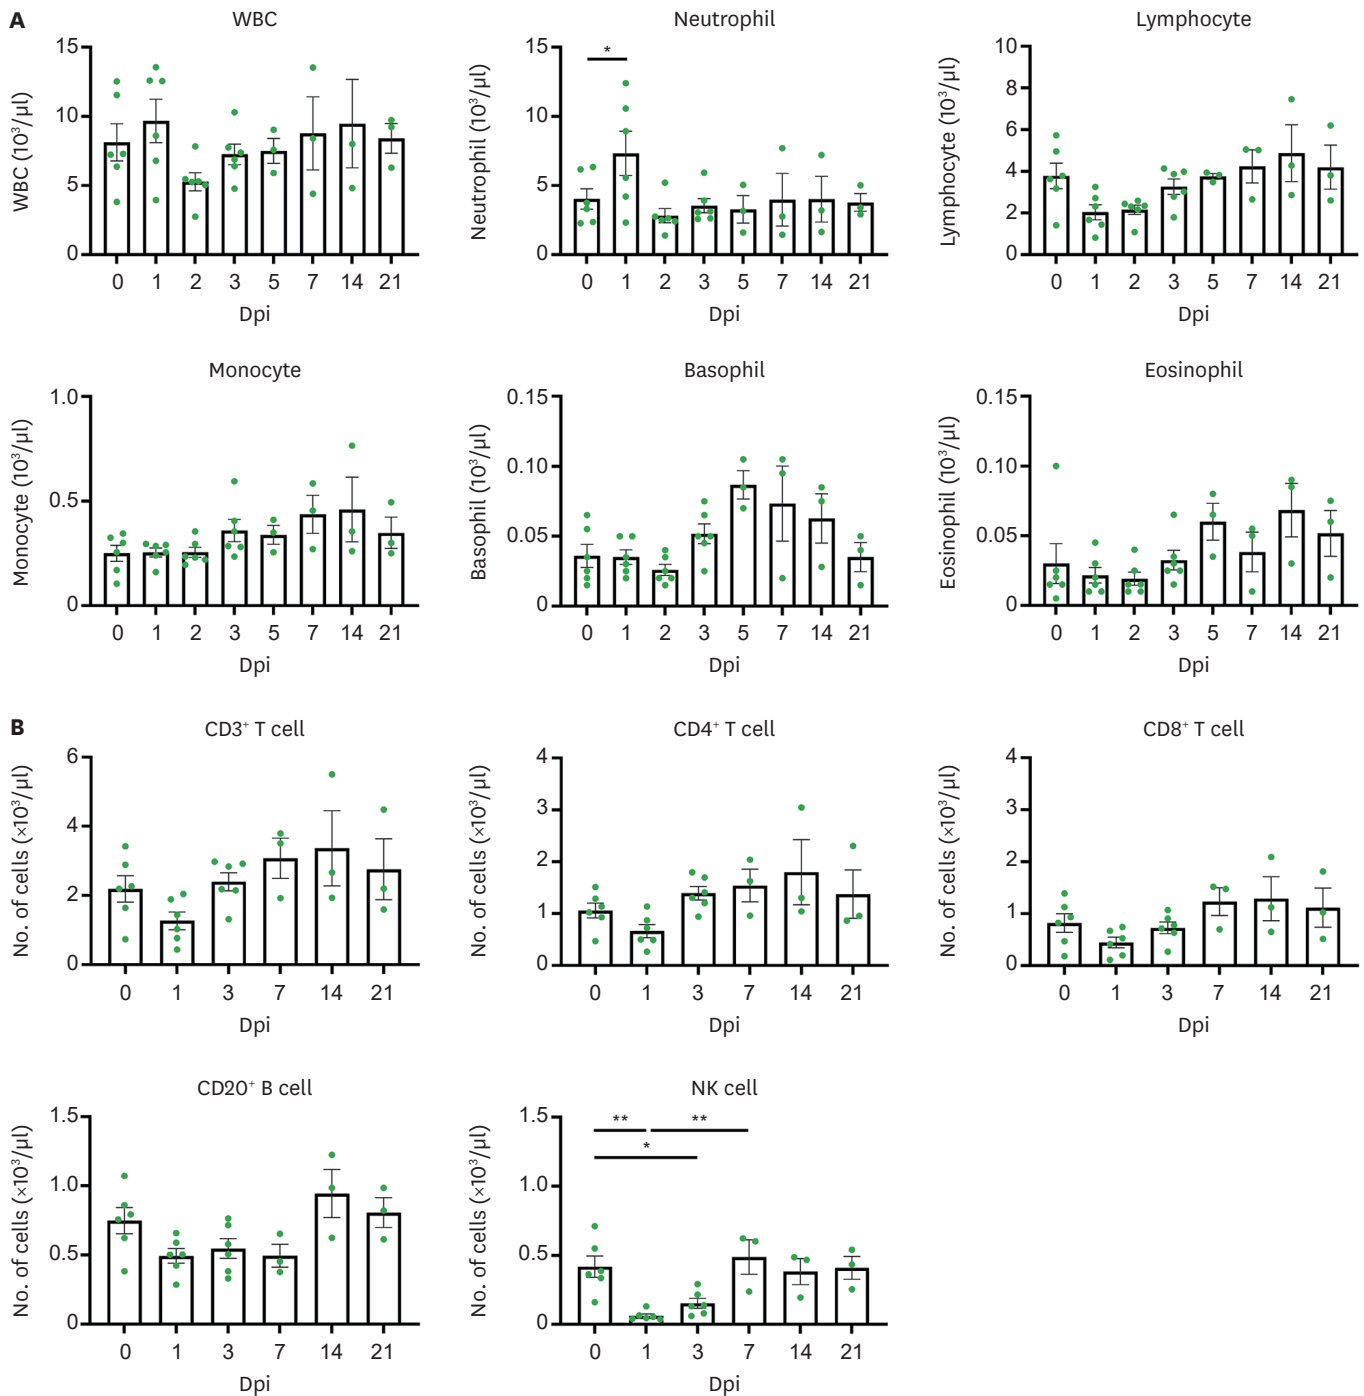 A
WBC
WBC (10³/µl)
15
10
5
0
0 1 2 3 5 7 14 21
Dpi
Neutrophil
Neutrophil (10³/µl)
15
10
5
0
*
0 1 2 3 5 7 14 21
Dpi
Lymphocyte
Lymphocyte (10³/µl)
10
8
6
4
2
0
0 1 2 3 5 7 14 21
Dpi
Monocyte
Monocyte (10³/µl)
1.0
0.5
0
0 1 2 3 5 7 14 21
Dpi
Basophil
Basophil (10³/µl)
0.15
0.10
0.05
0
0 1 2 3 5 7 14 21
Dpi
Eosinophil
Eosinophil (10³/µl)
0.15
0.10
0.05
0
0 1 2 3 5 7 14 21
Dpi
B
CD3⁺ T cell
No. of cells (×10³/µl)
6
4
2
0
0 1 3 7 14 21
Dpi
CD4⁺ T cell
No. of cells (×10³/µl)
4
3
2
1
0
0 1 3 7 14 21
Dpi
CD8⁺ T cell
No. of cells (×10³/µl)
4
3
2
1
0
0 1 3 7 14 21
Dpi
CD20⁺ B cell
No. of cells (×10³/µl)
1.5
1.0
0.5
0
0 1 3 7 14 21
Dpi
NK cell
No. of cells (×10³/µl)
1.5
1.0
0.5
0
** **
*
0 1 3 7 14 21
Dpi